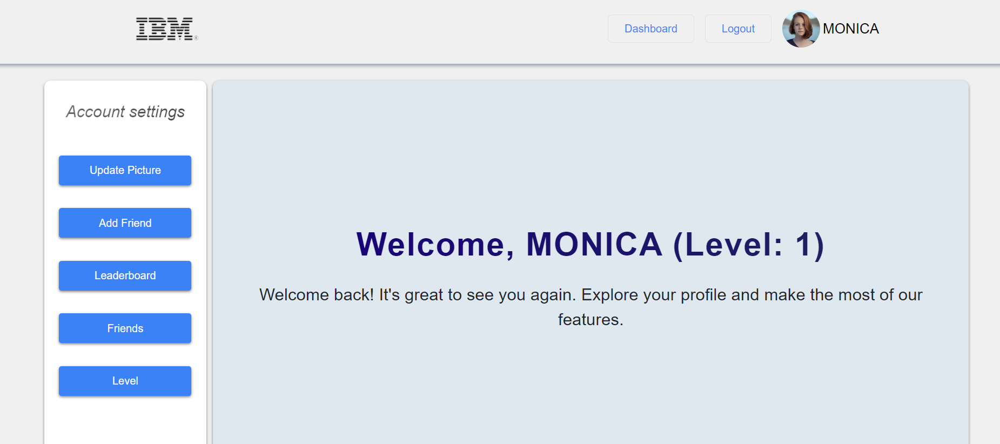 IBM
Dashboard
Logout
MONICA
Account settings
Update Picture
Add Friend
Leaderboard
Friends
Level
Welcome, MONICA (Level: 1)
Welcome back! It's great to see you again. Explore your profile and make the most of our
features.